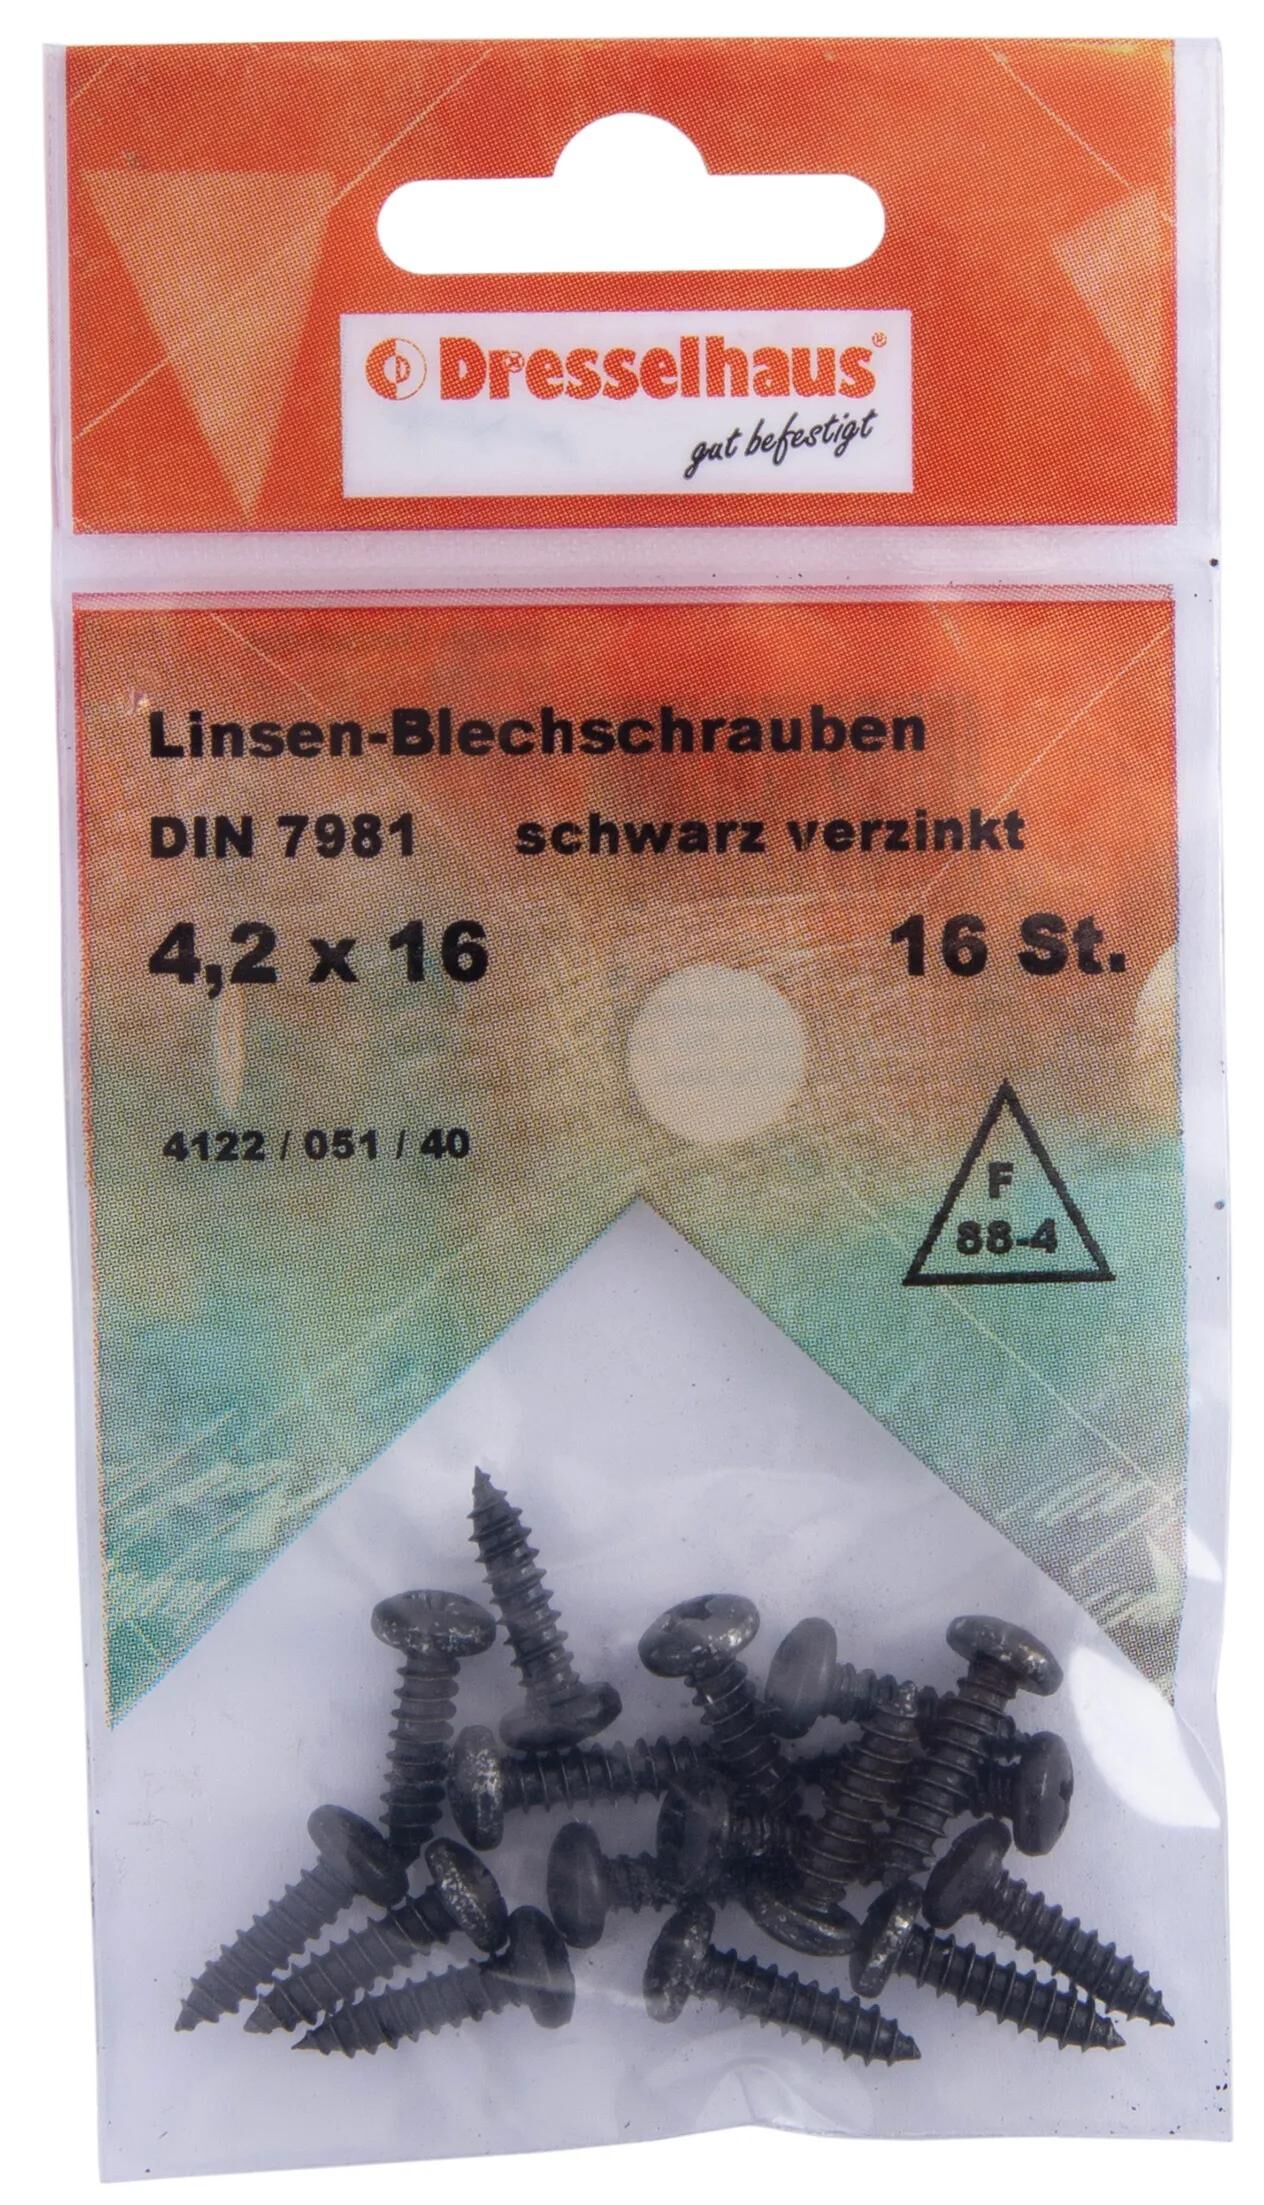 Dresselhaus®
gut befestigt
Linsen-Blechschrauben
DIN 7981 schwarz verzinkt
4,2 x 16 16 St.
4122 / 051 / 40
F
88-4